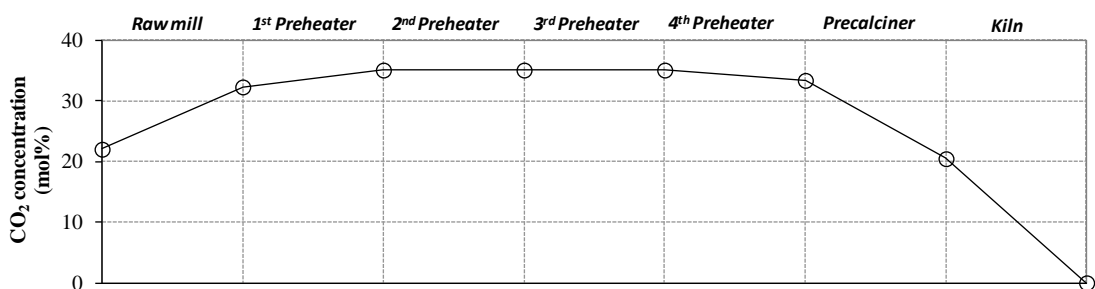 Raw mill 1st Preheater 2nd Preheater 3rd Preheater 4th Preheater Precalciner Kiln
40
30
20
10
0
CO2 concentration
(mol%)